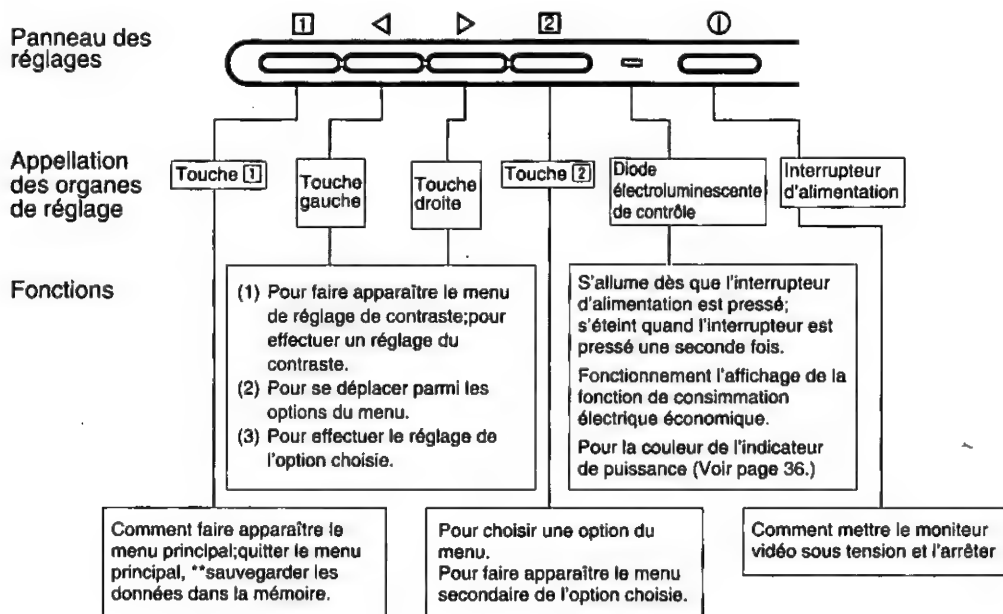 1 ◁ ▷ 2
Panneau des
réglages
Appellation
des organes
de réglage
Touche 1
Touche
gauche
Touche
droite
Touche 2
Diode
électroluminescente
de contrôle
Interrupteur
d'alimentation
Fonctions
(1) Pour faire apparaître le menu
de réglage de contraste;pour
effectuer un réglage du
contraste.
(2) Pour se déplacer parmi les
options du menu.
(3) Pour effectuer le réglage de
l'option choisie.
S'allume dès que l'interrupteur
d'alimentation est pressé;
s'éteint quand l'interrupteur est
pressé une seconde fois.
Fonctionnement l'affichage de la
fonction de consimmation
électrique économique.
Pour la couleur de l'indicateur
de puissance (Voir page 36.)
Comment faire apparaître le
menu principal;quitter le menu
principal, **sauvegarder les
données dans la mémoire.
Pour choisir une option du
menu.
Pour faire apparaître le menu
secondaire de l'option choisie.
Comment mettre le moniteur
vidéo sous tension et l'arrêter